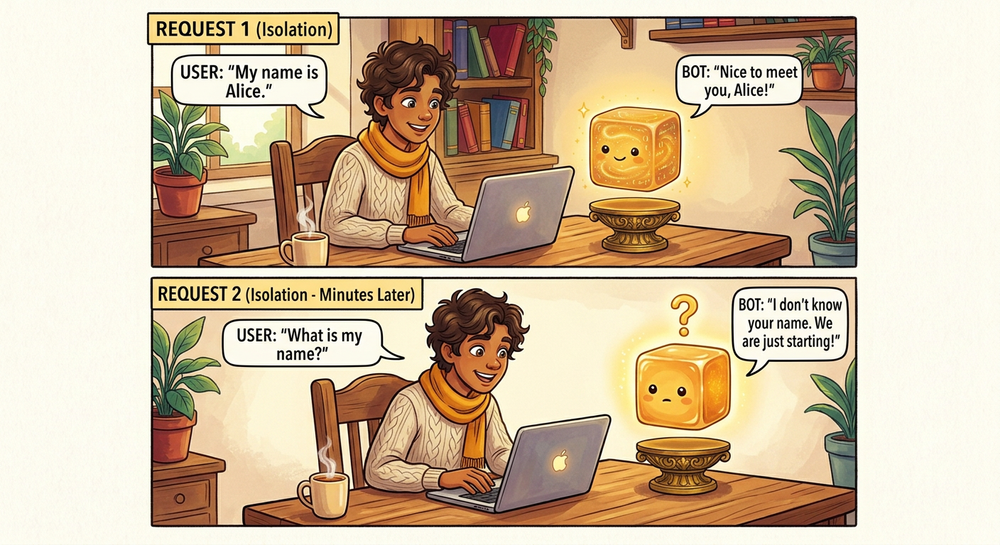 REQUEST 1 (Isolation)
USER: "My name is
Alice."
BOT: "Nice to meet
you, Alice!"
REQUEST 2 (Isolation - Minutes Later)
USER: "What is my
name?"
?
BOT: "I don't know
your name. We
are just starting!"